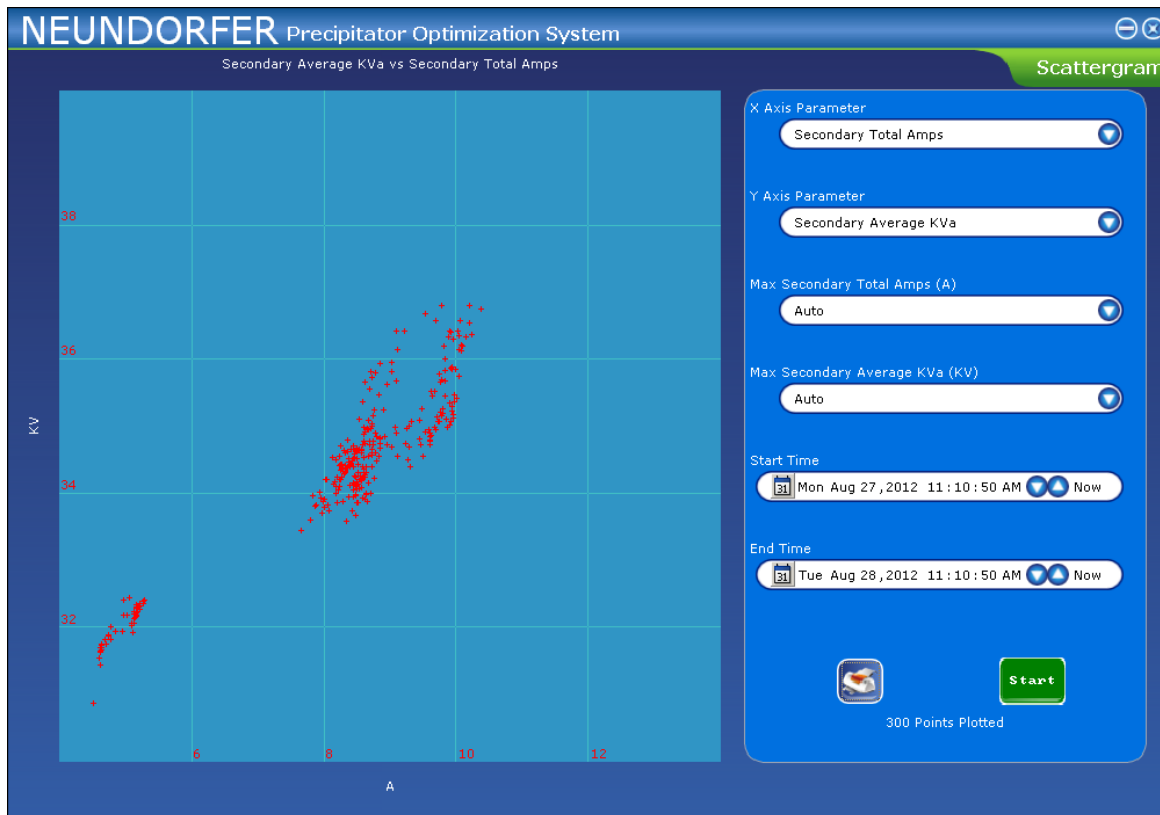 NEUNDORFER Precipitator Optimization System
Secondary Average KVa vs Secondary Total Amps
Scattergram
38
36
34
32
KV
6
8
10
12
A
X Axis Parameter
Secondary Total Amps
Y Axis Parameter
Secondary Average KVa
Max Secondary Total Amps (A)
Auto
Max Secondary Average KVa (KV)
Auto
Start Time
31 Mon Aug 27,2012 11:10:50 AM Now
End Time
31 Tue Aug 28,2012 11:10:50 AM Now
Start
300 Points Plotted